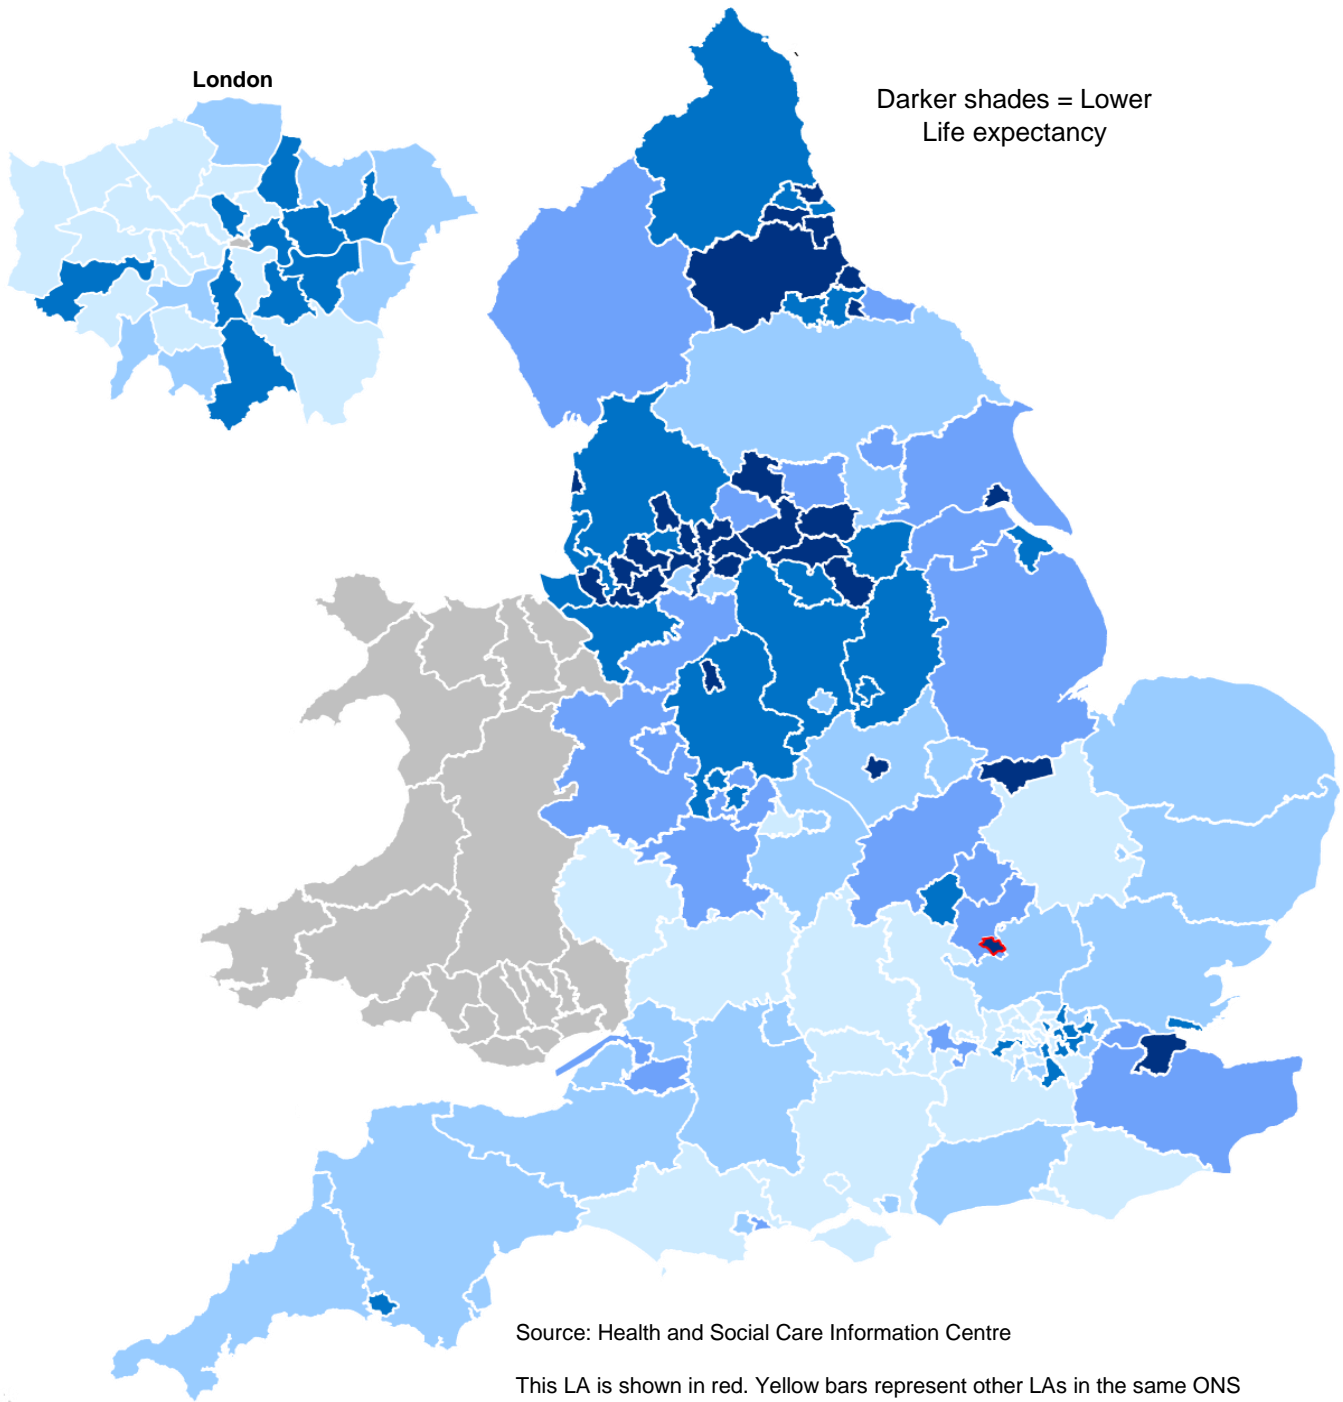 London
Darker shades = Lower
Life expectancy
Source: Health and Social Care Information Centre
This LA is shown in red. Yellow bars represent other LAs in the same ONS